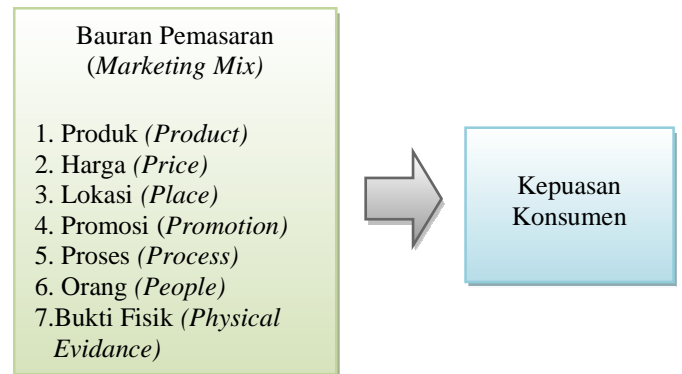 Bauran Pemasaran
(Marketing Mix)
1. Produk (Product)
2. Harga (Price)
3. Lokasi (Place)
4. Promosi (Promotion)
5. Proses (Process)
6. Orang (People)
7.Bukti Fisik (Physical
Evidance)
Kepuasan
Konsumen